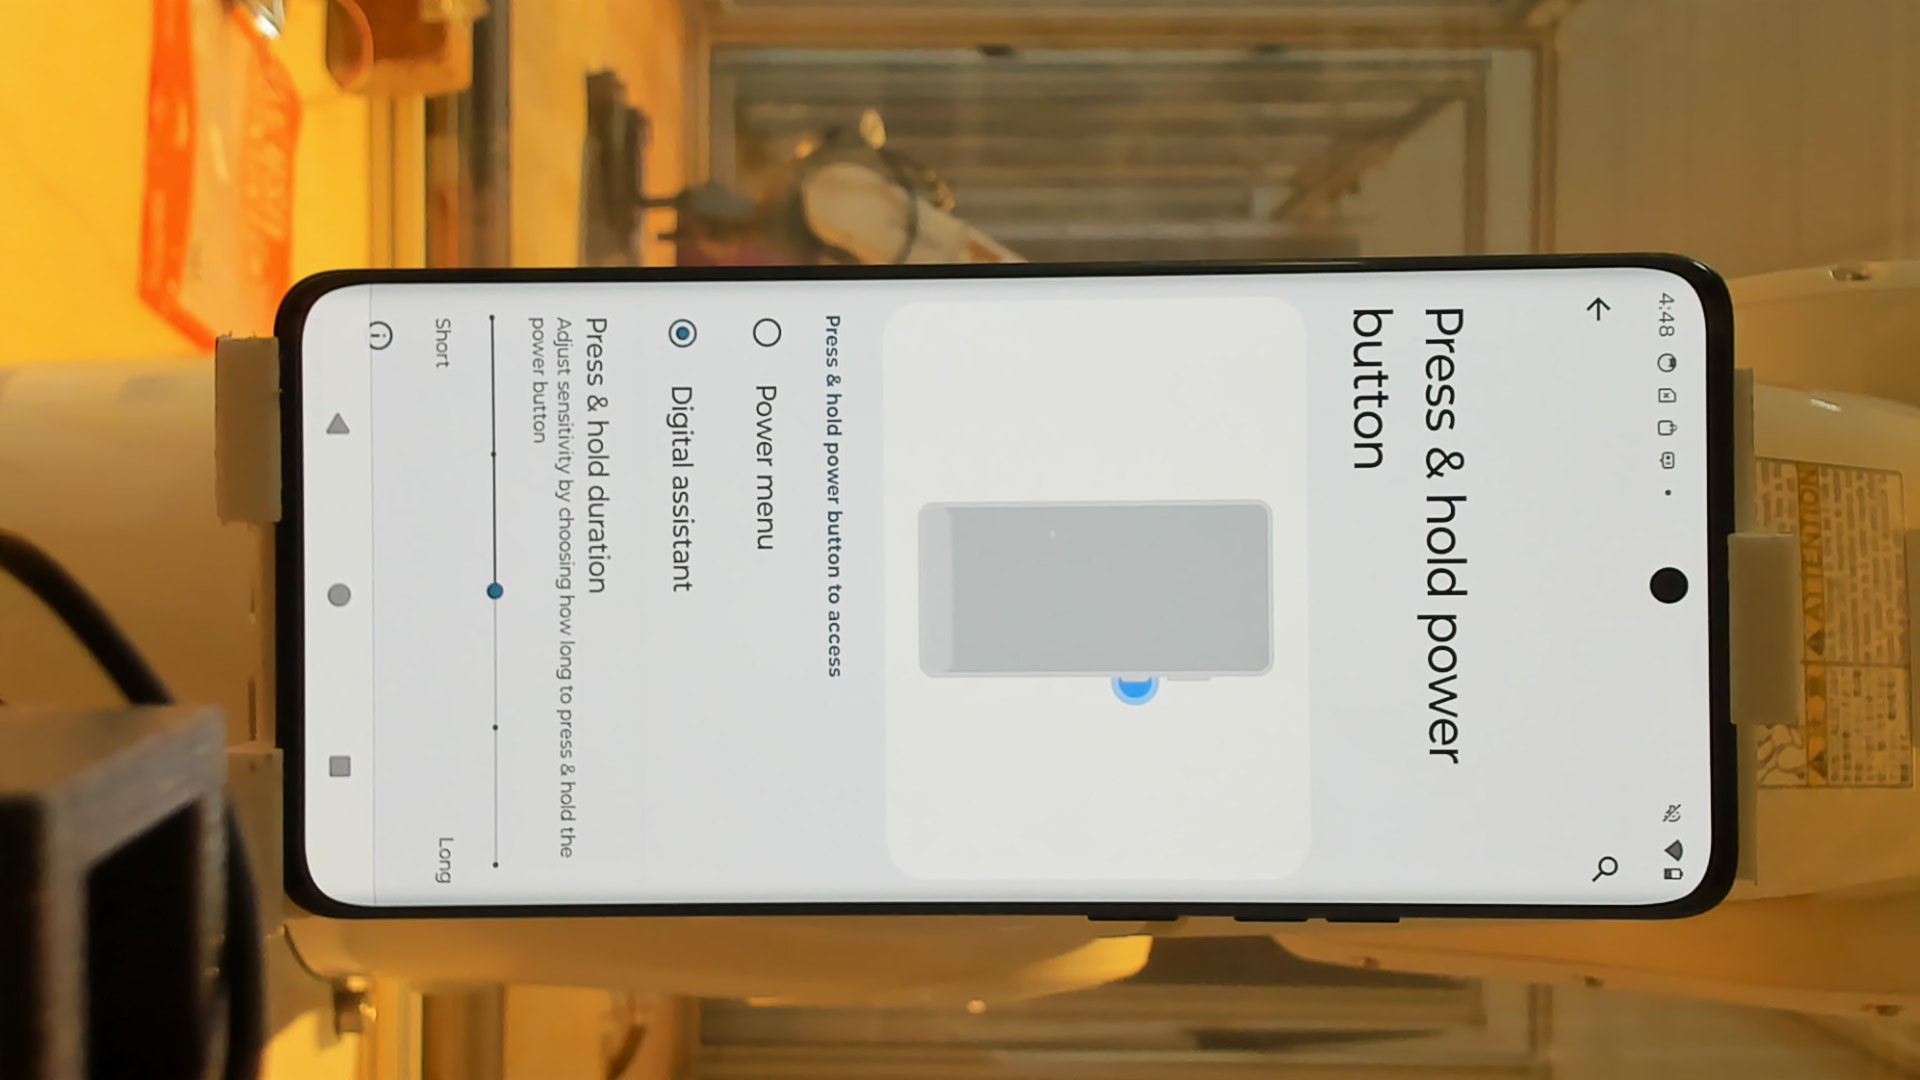 4:48
Press & hold power
button
Press & hold power button to access
Power menu
Digital assistant
Press & hold duration
Adjust sensitivity by choosing how long to press & hold the
power button
Short
Long
ATTENTION